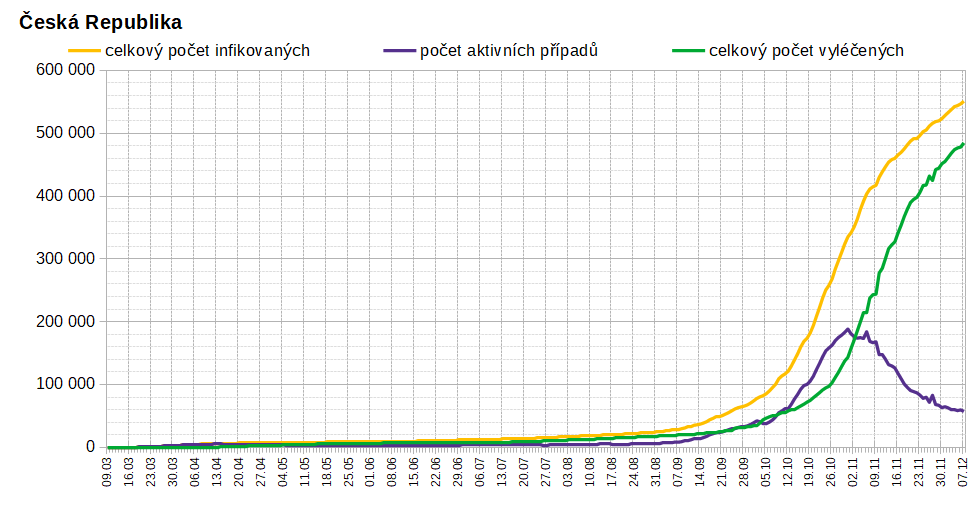 Česká Republika
celkový počet infikovaných počet aktivních případů celkový počet vyléčených
600 000
500 000
400 000
300 000
200 000
100 000
0
09.03 16.03 23.03 30.03 06.04 13.04 20.04 27.04 04.05 11.05 18.05 25.05 01.06 08.06 15.06 22.06 29.06 06.07 13.07 20.07 27.07 03.08 10.08 17.08 24.08 31.08 07.09 14.09 21.09 28.09 05.10 12.10 19.10 26.10 02.11 09.11 16.11 23.11 30.11 07.12